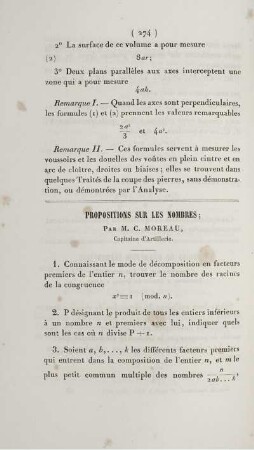 ( 274 )
2° La surface de ce volume a pour mesure
(2) 8ar;
3° Deux plans parallèles aux axes interceptent une
zone qui a pour mesure
4ab.
Remarque I. — Quand les axes sont perpendiculaires,
les formules (1) et (2) prennent les valeurs remarquables
et 4a².
Remarque II. — Ces formules servent à mesurer les
voussoirs et les douelles des voûtes en plein cintre et en
arc de cloître, droites ou biaises; elles se trouvent dans
quelques Traités de la coupe des pierres, sans démonstra-
tion, ou démontrées par l'Analyse.
PROPOSITIONS SUR LES NOMBRES;
PAR M. C. MOREAU,
Capitaine d'Artillerie.
1. Connaissant le mode de décomposition en facteurs
premiers de l'entier n, trouver le nombre des racines
de la congruence
(mod. n).
2. P désignant le produit de tous les entiers inférieurs
à un nombre n et premiers avec lui, indiquer quels
sont les cas où n divise P + 1.
3. Soient a, b,..., k les différents facteurs premiers
qui entrent dans la composition de l'entier n, et m le
plus petit commun multiple des nombres n/2ab...k,